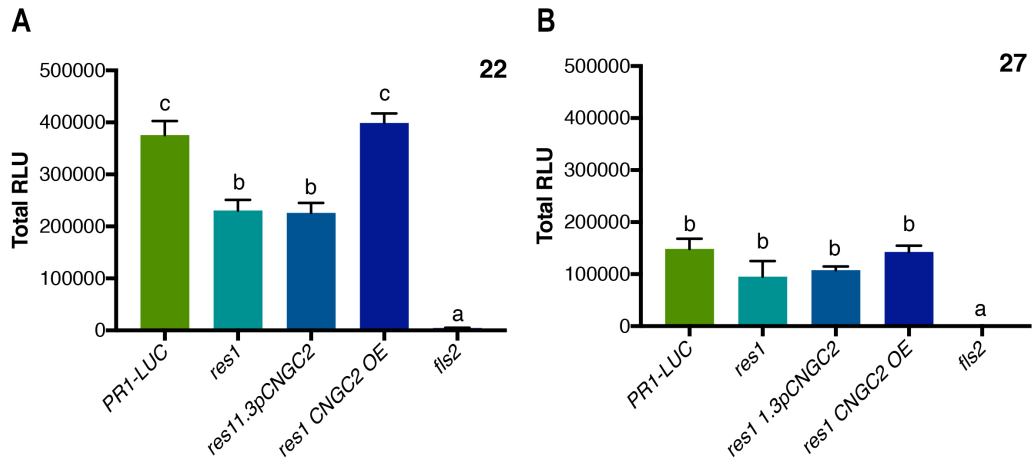 A
22
Total RLU
500000
400000
300000
200000
100000
0
c
b
b
c
a
PR1-LUC
res1
res11.3pCNGC2
res1 CNGC2 OE
fls2
B
27
Total RLU
500000
400000
300000
200000
100000
0
b
b
b
b
a
PR1-LUC
res1
res1 1.3pCNGC2
res1 CNGC2 OE
fls2